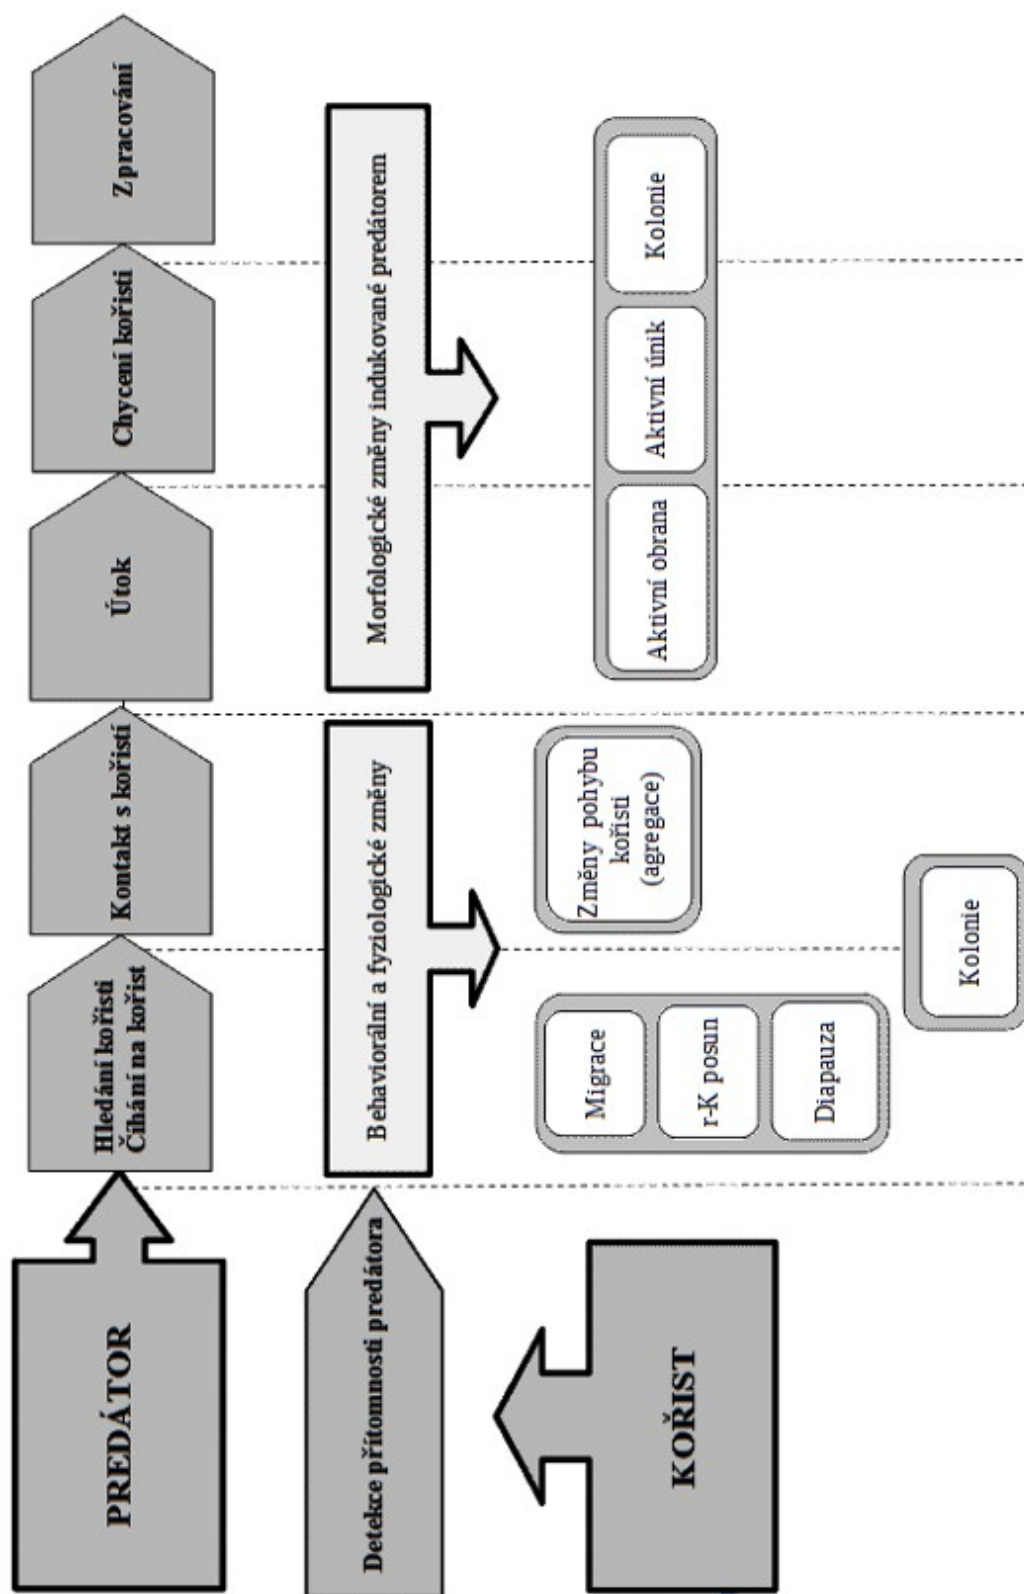 PREDÁTOR
Hledání kořisti
Číhání na kořist
Kontakt s kořistí
Útok
Chycení kořisti
Zpracování
Detekce přítomnosti predátora
Behaviorální a fyziologické změny
Morfologické změny indukované predátorem
KOŘIST
Migrace
r-K posun
Diapauza
Změny pohybu
kořisti
(agregace)
Kolonie
Aktivní obrana
Aktivní únik
Kolonie